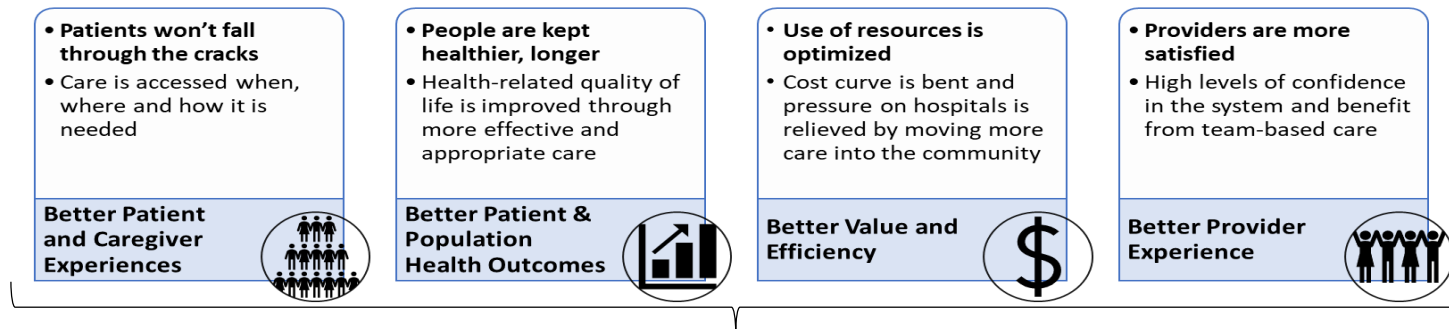 • Patients won’t fall
through the cracks
• Care is accessed when,
where and how it is
needed
Better Patient
and Caregiver
Experiences
• People are kept
healthier, longer
• Health-related quality of
life is improved through
more effective and
appropriate care
Better Patient &
Population
Health Outcomes
• Use of resources is
optimized
• Cost curve is bent and
pressure on hospitals is
relieved by moving more
care into the community
Better Value and
Efficiency
$
• Providers are more
satisfied
• High levels of confidence
in the system and benefit
from team-based care
Better Provider
Experience